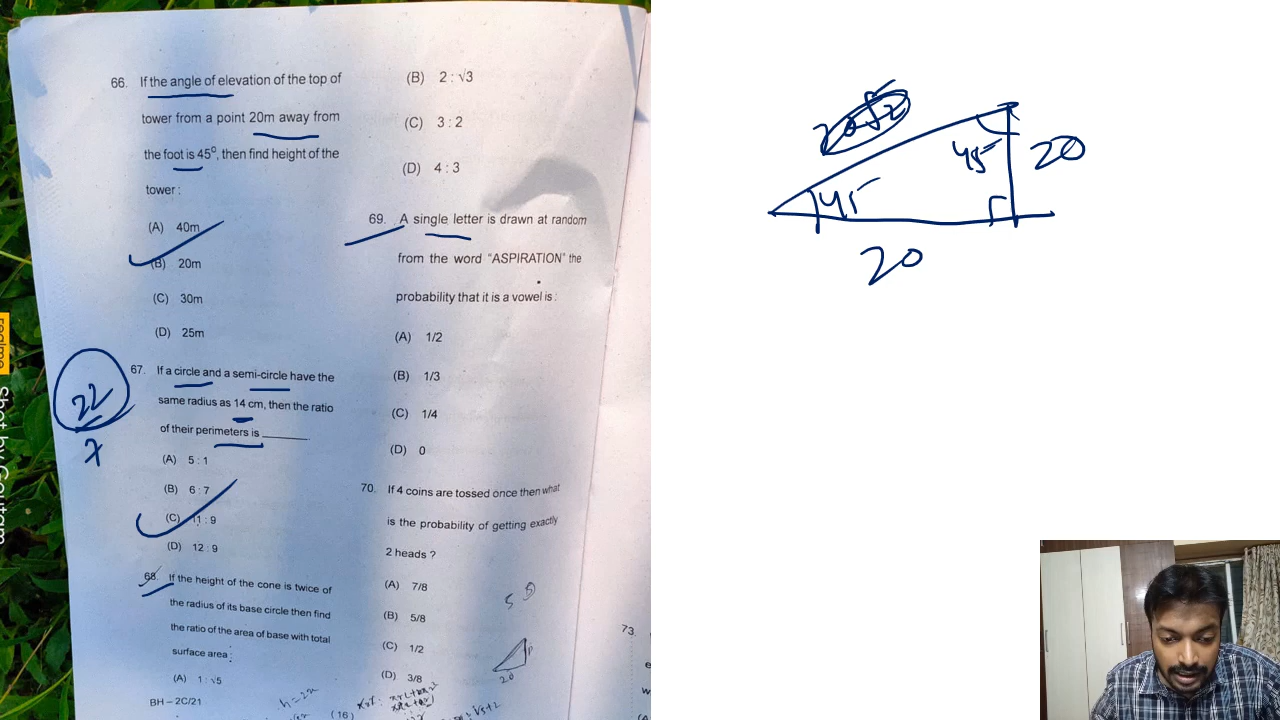 66. If the angle of elevation of the top of
tower from a point 20m away from
the foot is 45°, then find height of the
tower :
(A) 40m
(B) 20m
(C) 30m
(D) 25m
67. If a circle and a semi-circle have the
same radius as 14 cm, then the ratio
of their perimeters is ________
(A) 5 : 1
(B) 6 : 7
(C) 11 : 9
(D) 12 : 9
68. If the height of the cone is twice of
the radius of its base circle then find
the ratio of the area of base with total
surface area :
(A) 1 : √5
BH – 2C/21
(16)
(B) 2 : √3
(C) 3 : 2
(D) 4 : 3
69. A single letter is drawn at random
from the word "ASPIRATION" the
probability that it is a vowel is :
(A) 1/2
(B) 1/3
(C) 1/4
(D) 0
70. If 4 coins are tossed once then what
is the probability of getting exactly
2 heads ?
(A) 7/8
(B) 5/8
(C) 1/2
(D) 3/8
73.
22
7
20
P
20√2
45
45
20
20
realme
Shot by Goutam